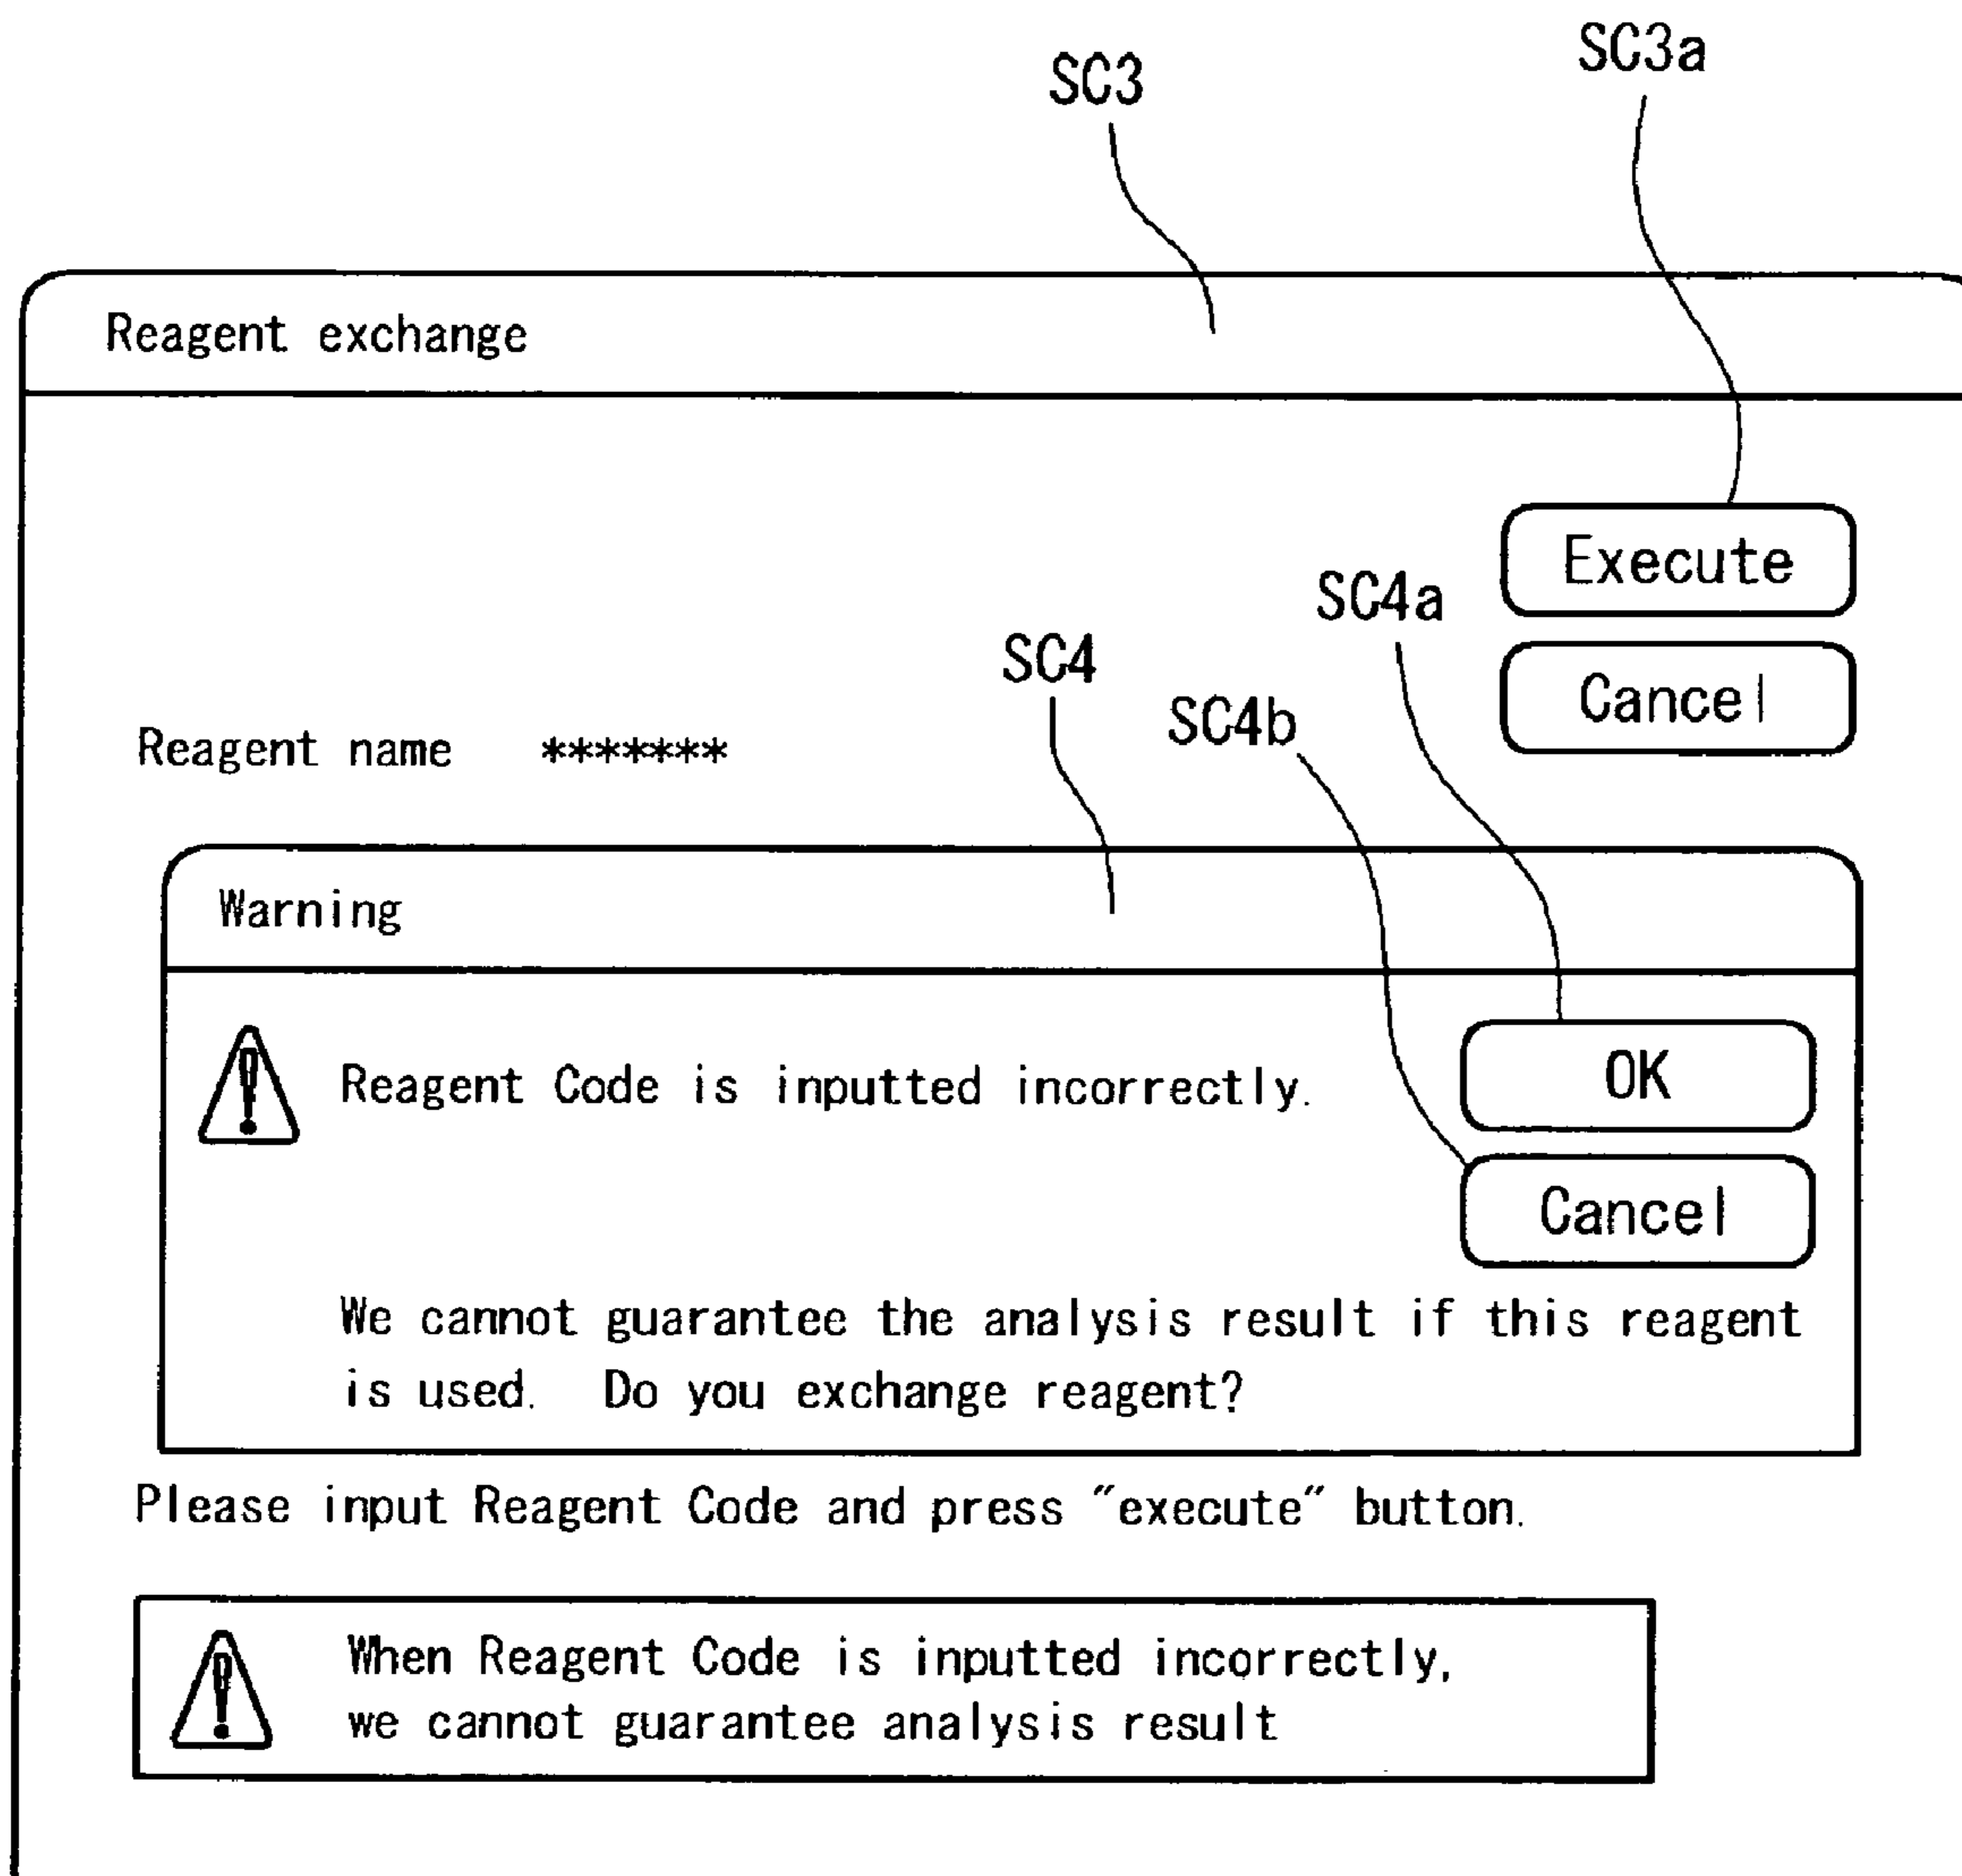 SC3a
SC3
Reagent exchange
Execute
SC4a
SC4
Cancel
SC4b
Reagent name *******
Warning
Reagent Code is inputted incorrectly.
OK
Cancel
We cannot guarantee the analysis result if this reagent
is used. Do you exchange reagent?
Please input Reagent Code and press "execute" button.
When Reagent Code is inputted incorrectly,
we cannot guarantee analysis result